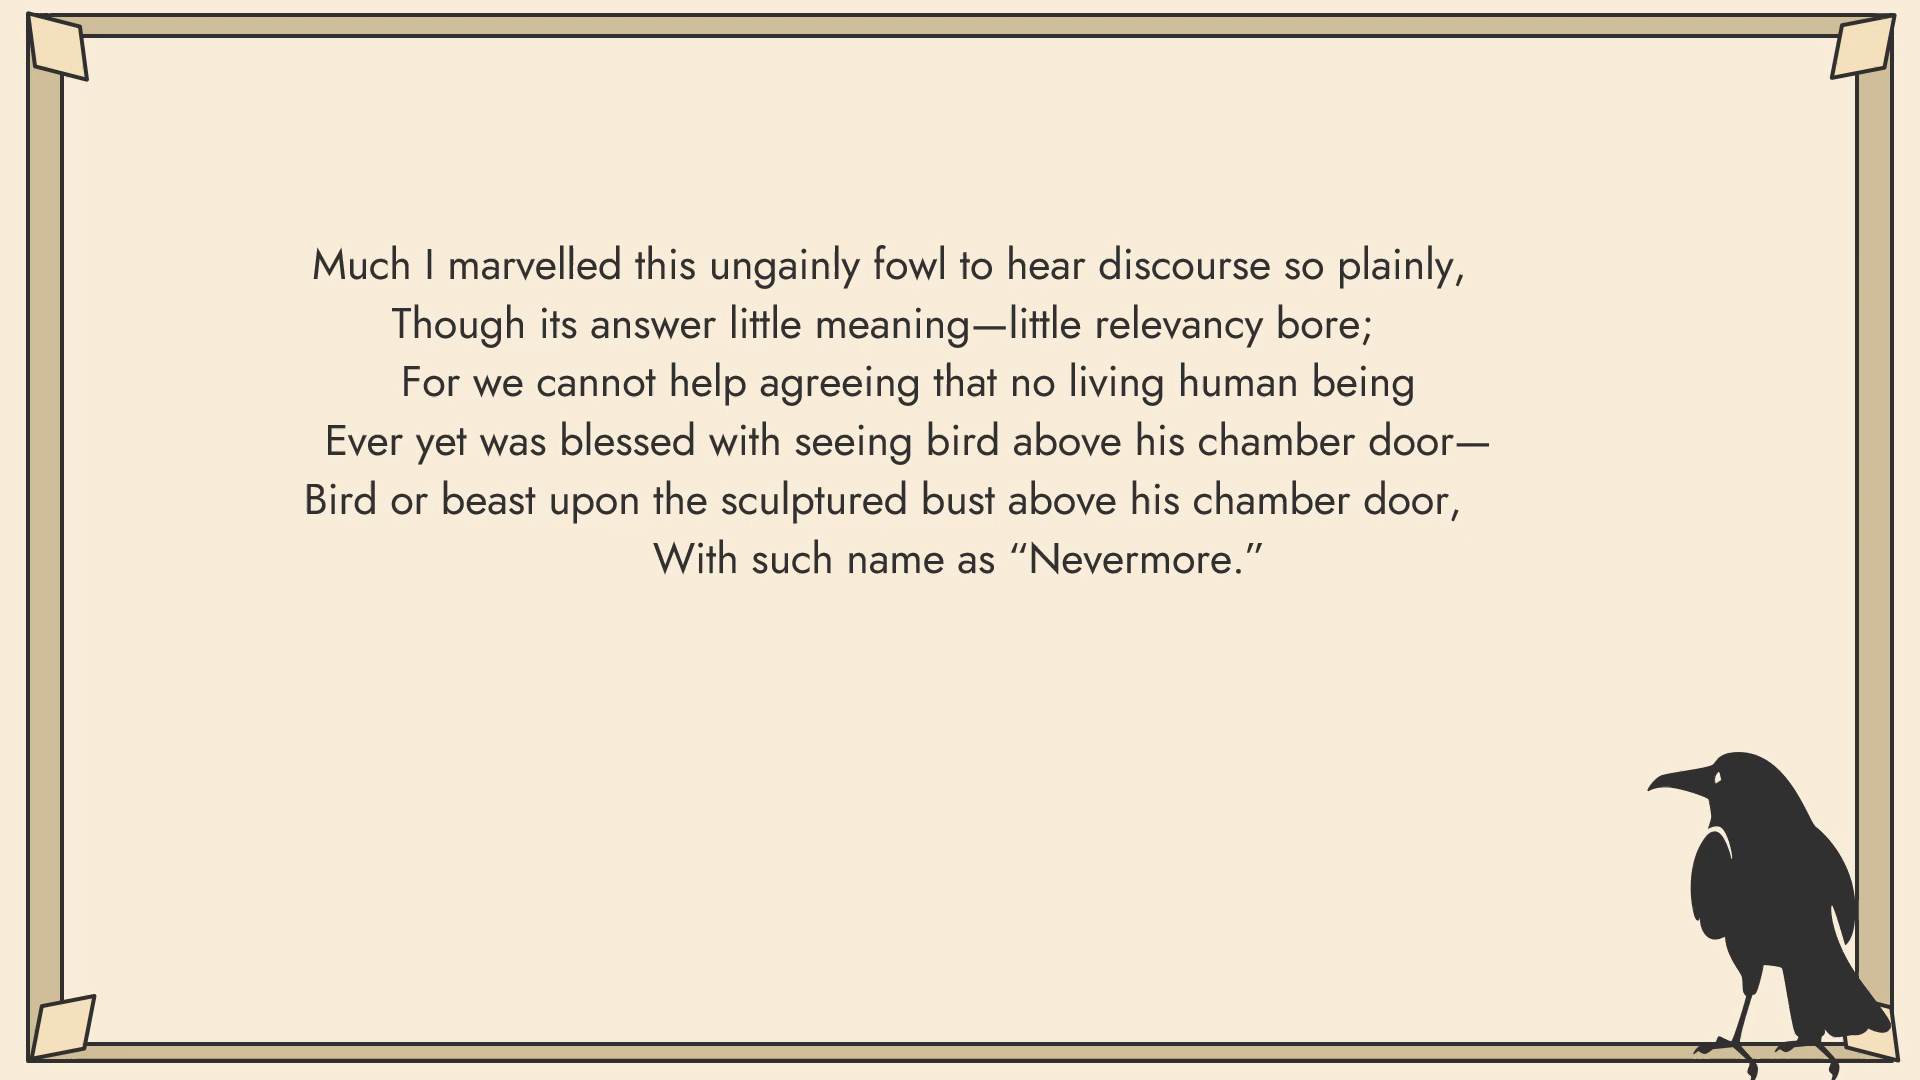 Much I marvelled this ungainly fowl to hear discourse so plainly,
Though its answer little meaning—little relevancy bore;
For we cannot help agreeing that no living human being
Ever yet was blessed with seeing bird above his chamber door—
Bird or beast upon the sculptured bust above his chamber door,
With such name as “Nevermore.”